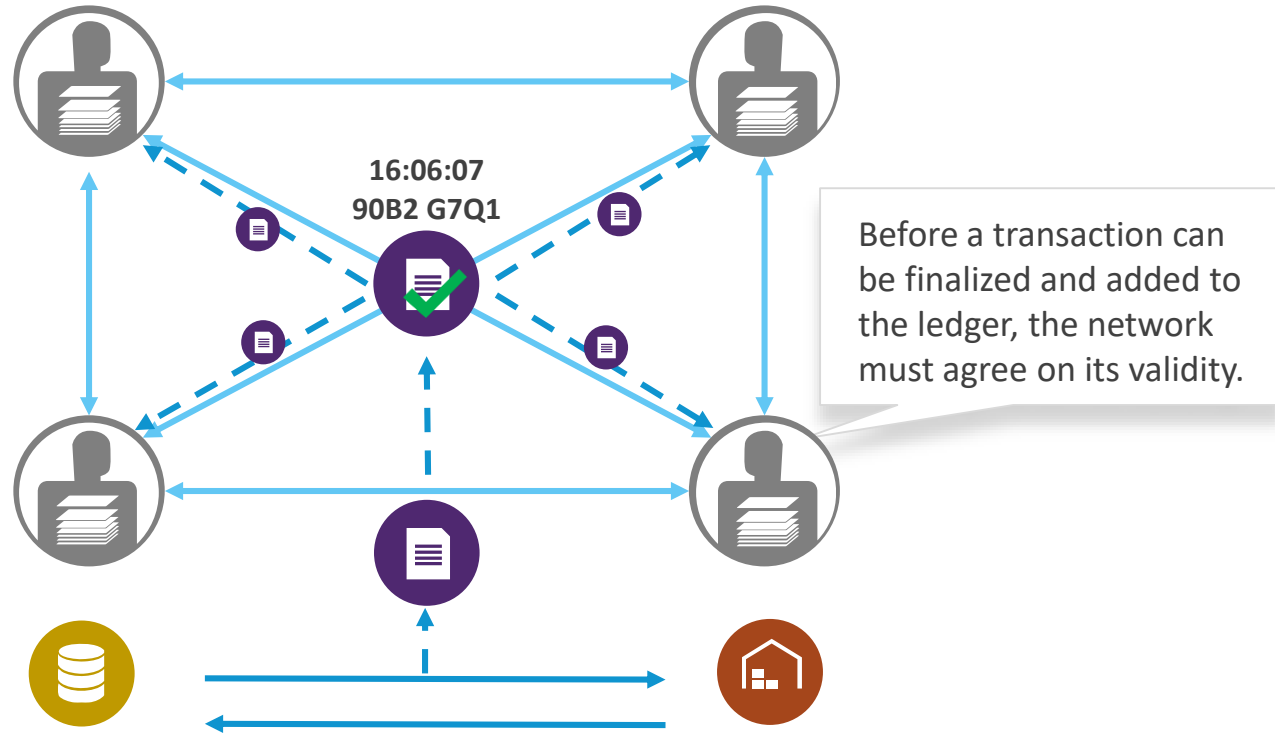 16:06:07
90B2 G7Q1
Before a transaction can
be finalized and added to
the ledger, the network
must agree on its validity.